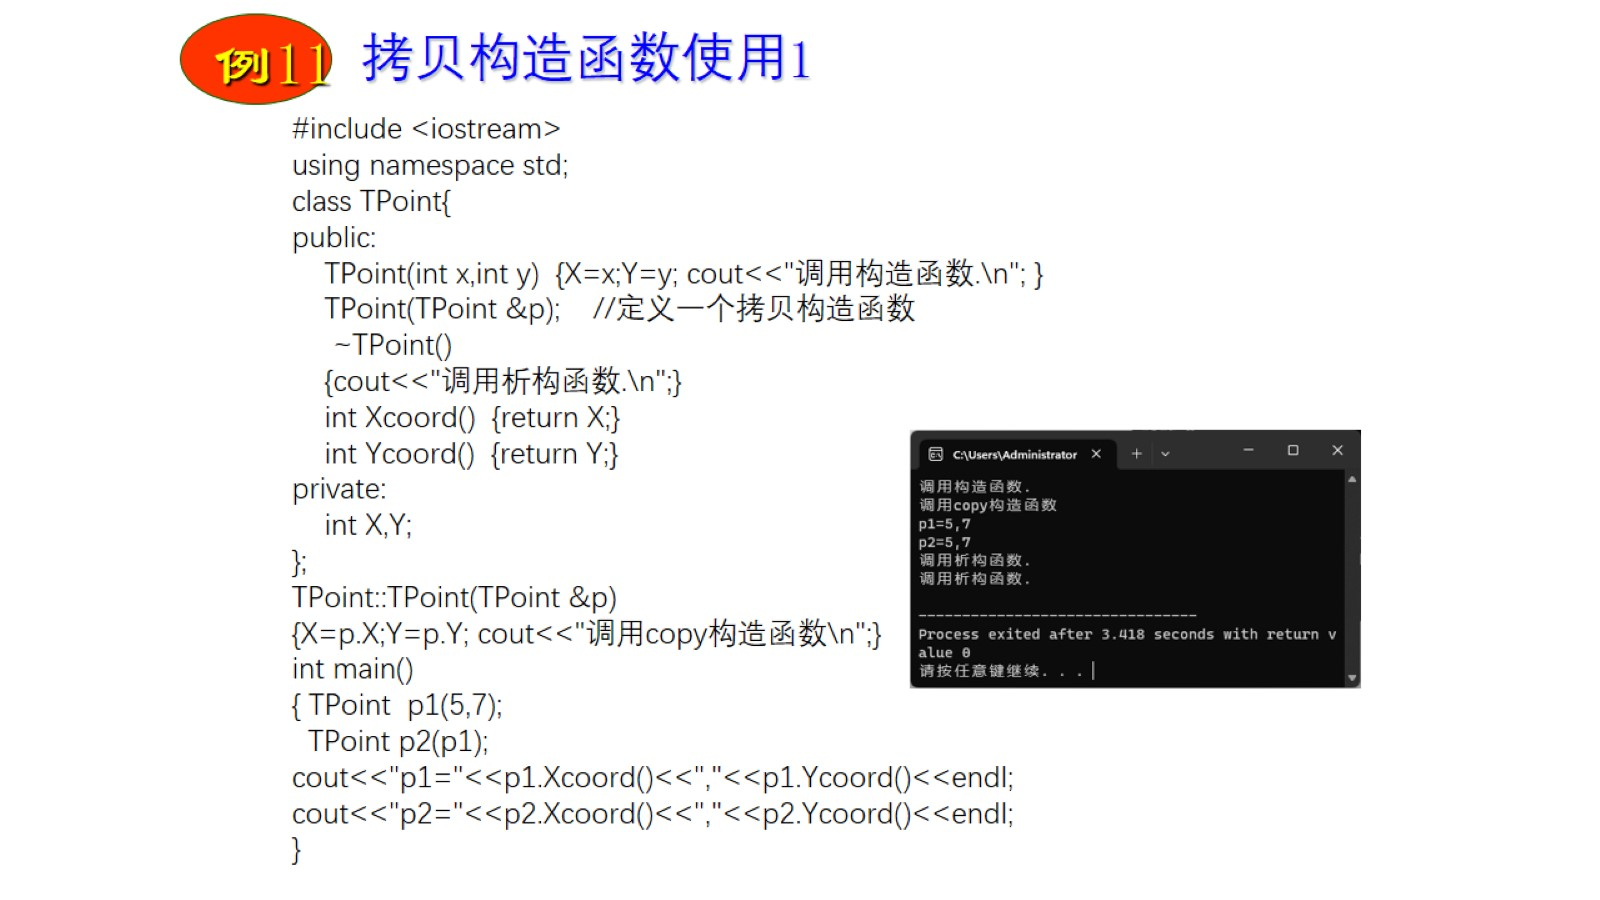 例11 拷贝构造函数使用1
#include <iostream>
using namespace std;
class TPoint{
public:
TPoint(int x,int y) {X=x;Y=y; cout<<"调用构造函数.\n"; }
TPoint(TPoint &p); //定义一个拷贝构造函数
~TPoint()
{cout<<"调用析构函数.\n";}
int Xcoord() {return X;}
int Ycoord() {return Y;}
private:
int X,Y;
};
TPoint::TPoint(TPoint &p)
{X=p.X;Y=p.Y; cout<<"调用copy构造函数\n";}
int main()
{ TPoint p1(5,7);
TPoint p2(p1);
cout<<"p1="<<p1.Xcoord()<<","<<p1.Ycoord()<<endl;
cout<<"p2="<<p2.Xcoord()<<","<<p2.Ycoord()<<endl;
}
C:\Users\Administrator
调用构造函数.
调用copy构造函数
p1=5,7
p2=5,7
调用析构函数.
调用析构函数.
--------------------------------
Process exited after 3.418 seconds with return v
alue 0
请按任意键继续. . .